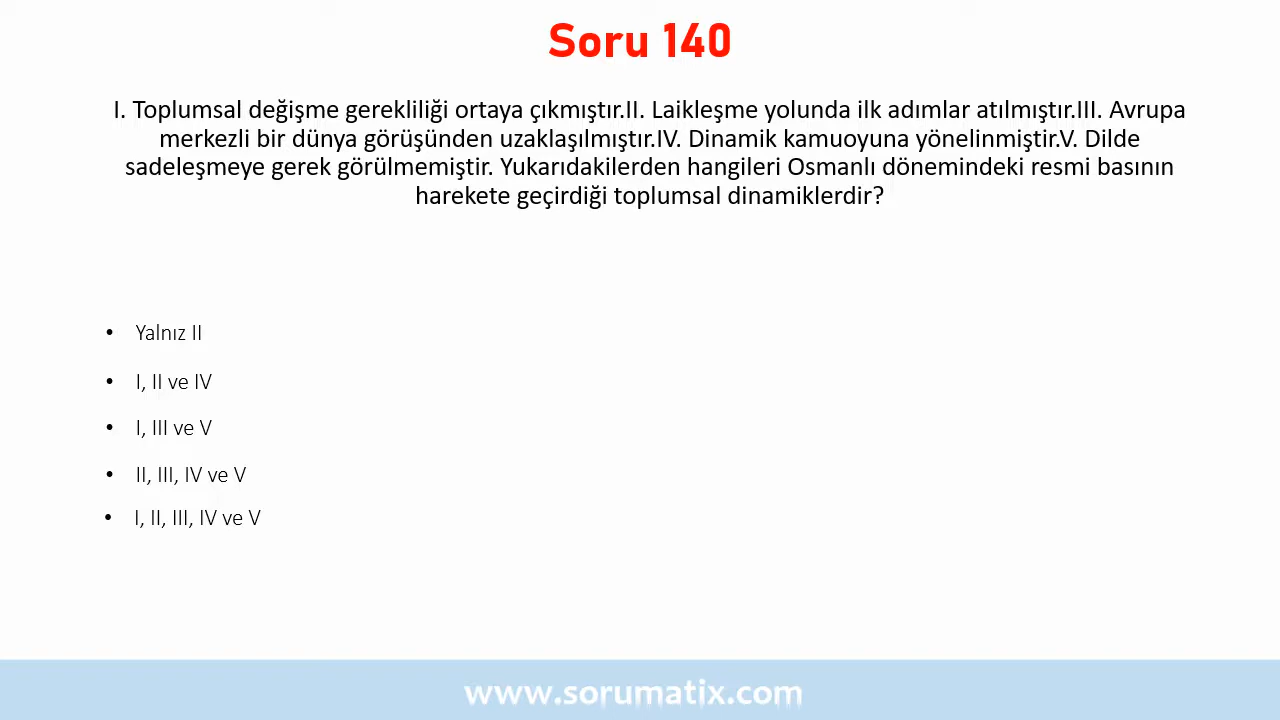 Soru 140
I. Toplumsal değişme gerekliliği ortaya çıkmıştır.II. Laikleşme yolunda ilk adımlar atılmıştır.III. Avrupa
merkezli bir dünya görüşünden uzaklaşılmıştır.IV. Dinamik kamuoyuna yönelinmiştir.V. Dilde
sadeleşmeye gerek görülmemiştir. Yukarıdakilerden hangileri Osmanlı dönemindeki resmi basının
harekete geçirdiği toplumsal dinamiklerdir?
• Yalnız II
• I, II ve IV
• I, III ve V
• II, III, IV ve V
• I, II, III, IV ve V
www.sorumatix.com